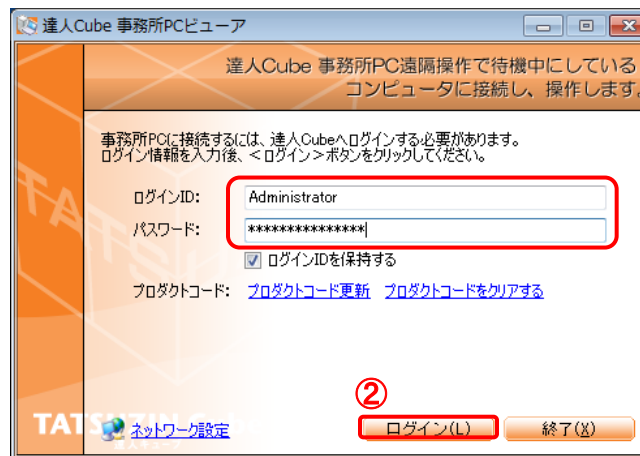 達人Cube 事務所PCビューア
達人Cube 事務所PC遠隔操作で待機中にしている
コンピュータに接続し、操作します。
事務所PCに接続するには、達人Cubeへログインする必要があります。
ログイン情報を入力後、<ログイン>ボタンをクリックしてください。
ログインID: Administrator
パスワード: ***************
ログインIDを保持する
プロダクトコード: プロダクトコード更新 プロダクトコードをクリアする
②
ネットワーク設定 ログイン(L) 終了(X)